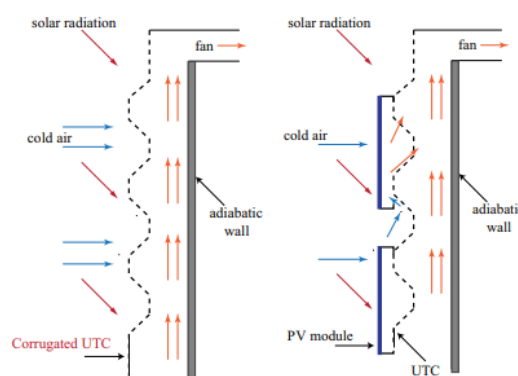 solar radiation
fan
cold air
adiabatic
wall
Corrugated UTC
solar radiation
fan
cold air
adiabati
wall
PV module
UTC